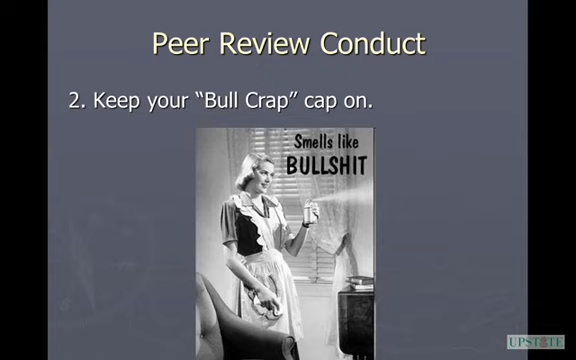 Peer Review Conduct
2. Keep your “Bull Crap” cap on.
Smells like
BULLSHIT
UPSTATE